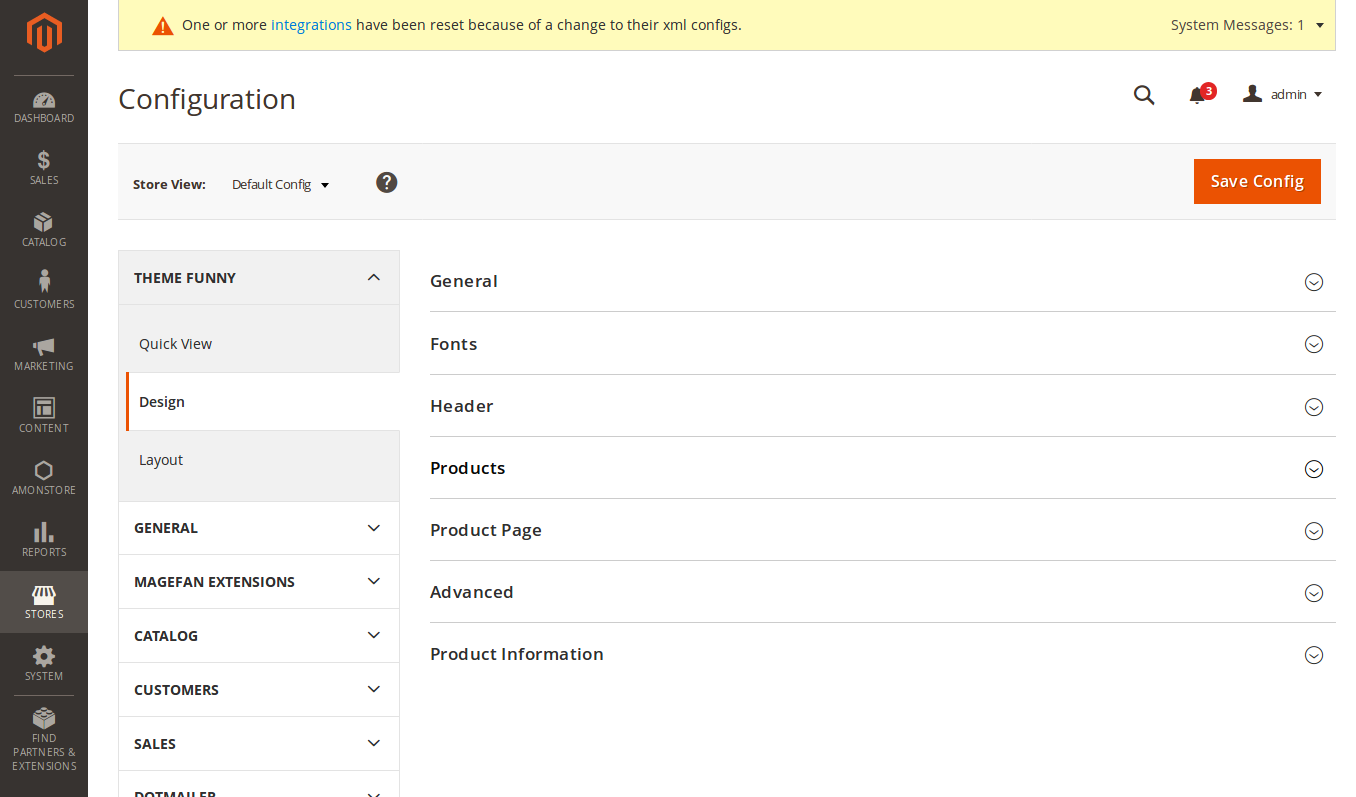 One or more integrations have been reset because of a change to their xml configs.
System Messages: 1
Configuration
3
admin
Store View:
Default Config
?
Save Config
DASHBOARD
SALES
CATALOG
CUSTOMERS
MARKETING
CONTENT
AMONSTORE
REPORTS
STORES
SYSTEM
FIND
PARTNERS &
EXTENSIONS
THEME FUNNY
Quick View
Design
Layout
GENERAL
MAGEFAN EXTENSIONS
CATALOG
CUSTOMERS
SALES
DOTMAILER
General
Fonts
Header
Products
Product Page
Advanced
Product Information